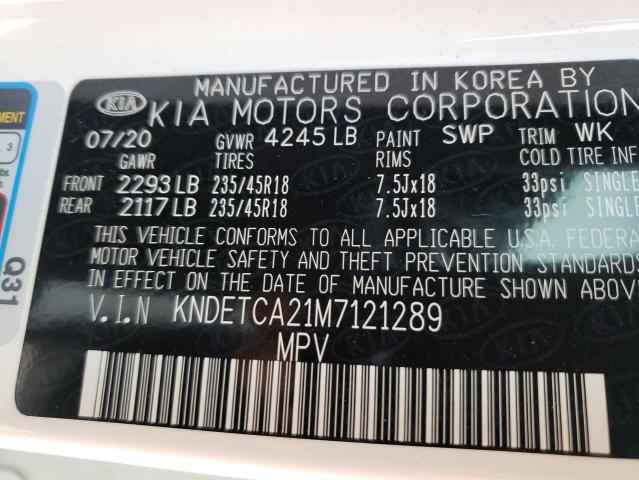 MANUFACTURED IN KOREA BY
KIA KIA MOTORS CORPORATION
07/20 GVWR 4245 LB PAINT SWP TRIM WK
GAWR TIRES RIMS COLD TIRE INF
FRONT 2293 LB 235/45R18 7.5Jx18 33psi SINGLE
REAR 2117 LB 235/45R18 7.5Jx18 33psi SINGLE
THIS VEHICLE CONFORMS TO ALL APPLICABLE U.S.A. FEDERA
MOTOR VEHICLE SAFETY AND THEFT PREVENTION STANDARDS
IN EFFECT ON THE DATE OF MANUFACTURE SHOWN ABOV
V.I.N KNDETCA21M7121289
MPV
Q31
3